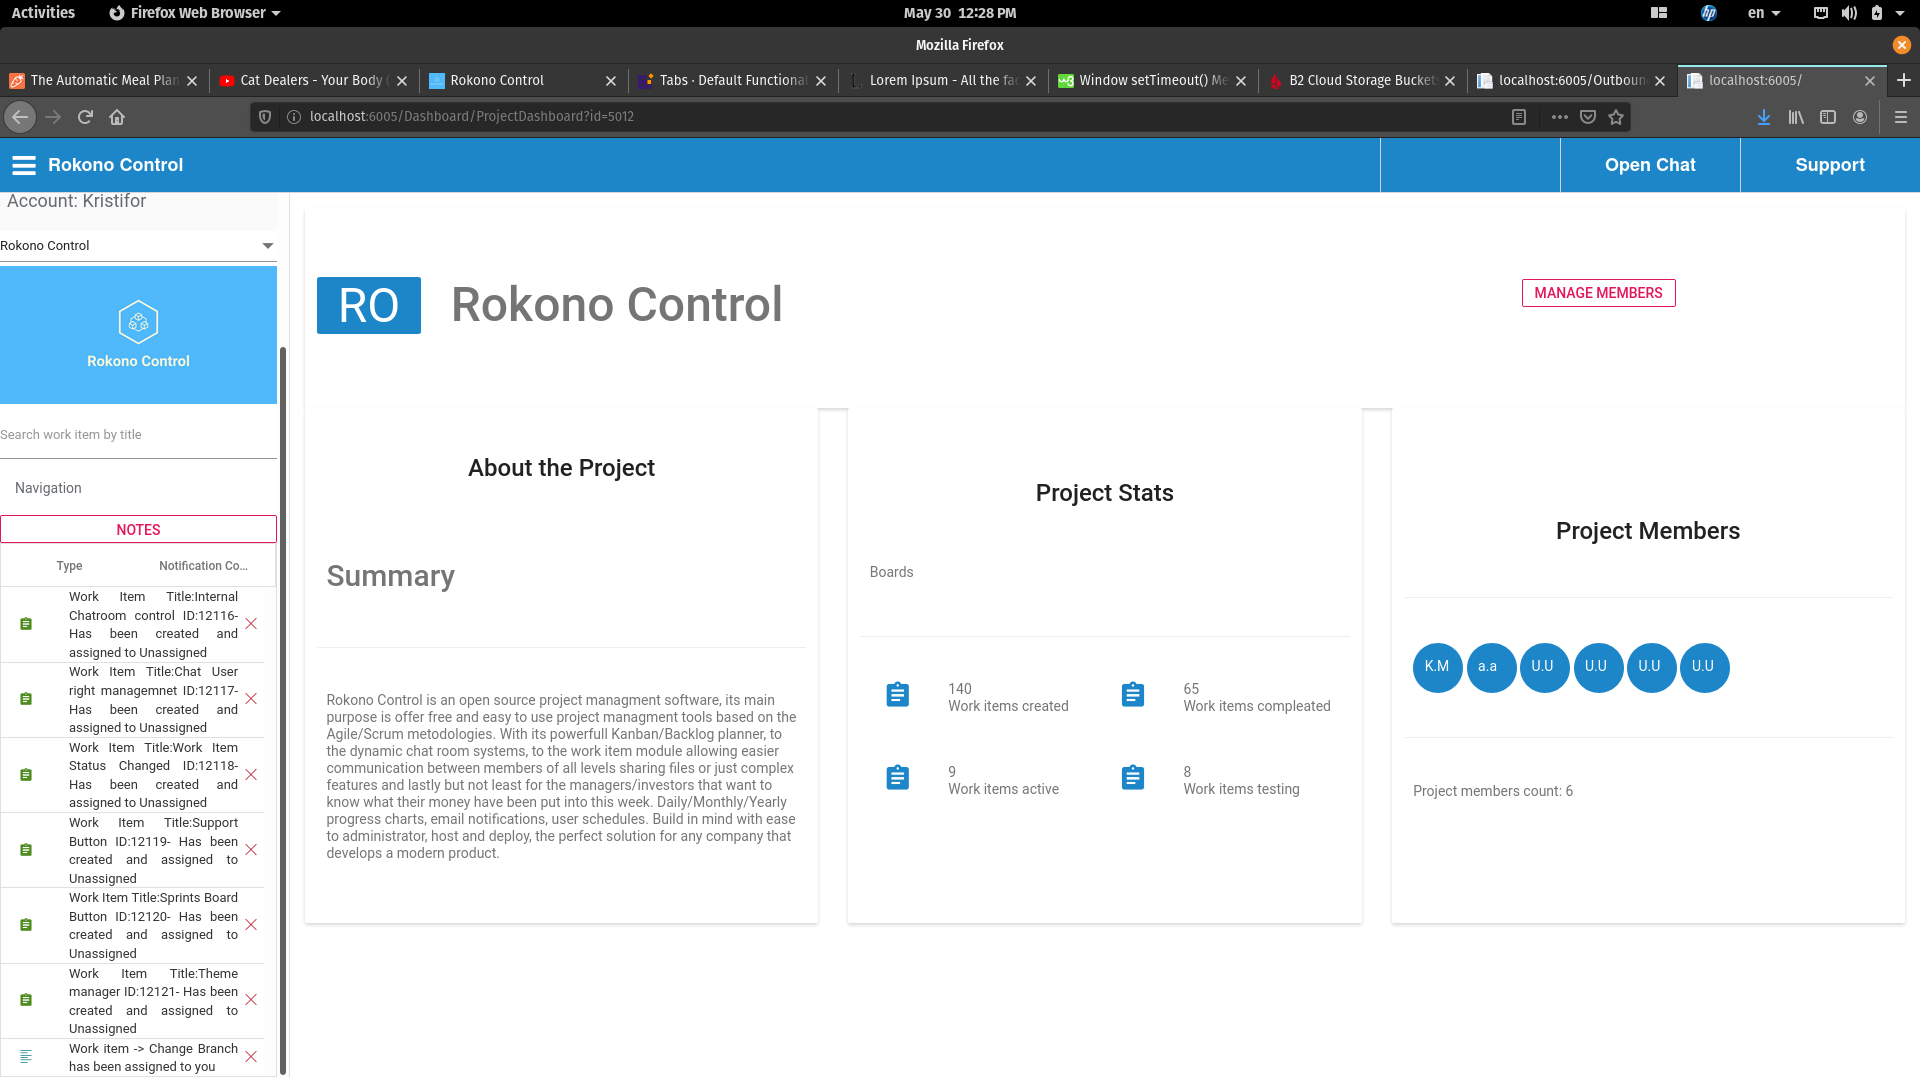 Activities
Firefox Web Browser
May 30 12:28 PM
en
Mozilla Firefox
The Automatic Meal Plan
Cat Dealers - Your Body (
Rokono Control
Tabs · Default Functional
Lorem Ipsum - All the fac
Window setTimeout() Me
B2 Cloud Storage Bucket
localhost:6005/Outboun
localhost:6005/
localhost:6005/Dashboard/ProjectDashboard?id=5012
Rokono Control
Open Chat
Support
Account: Kristifor
Rokono Control
Rokono Control
Search work item by title
Navigation
NOTES
Type
Notification Co...
Work Item Title:Internal
Chatroom control ID:12116-
Has been created and
assigned to Unassigned
Work Item Title:Chat User
right managemnet ID:12117-
Has been created and
assigned to Unassigned
Work Item Title:Work Item
Status Changed ID:12118-
Has been created and
assigned to Unassigned
Work Item Title:Support
Button ID:12119- Has been
created and assigned to
Unassigned
Work Item Title:Sprints Board
Button ID:12120- Has been
created and assigned to
Unassigned
Work Item Title:Theme
manager ID:12121- Has been
created and assigned to
Unassigned
Work item -> Change Branch
has been assigned to you
RO
Rokono Control
MANAGE MEMBERS
About the Project
Summary
Rokono Control is an open source project managment software, its main
purpose is offer free and easy to use project managment tools based on the
Agile/Scrum metodologies. With its powerfull Kanban/Backlog planner, to
the dynamic chat room systems, to the work item module allowing easier
communication between members of all levels sharing files or just complex
features and lastly but not least for the managers/investors that want to
know what their money have been put into this week. Daily/Monthly/Yearly
progress charts, email notifications, user schedules. Build in mind with ease
to administrator, host and deploy, the perfect solution for any company that
develops a modern product.
Project Stats
Boards
140
Work items created
65
Work items compleated
9
Work items active
8
Work items testing
Project Members
K.M
a.a
U.U
U.U
U.U
U.U
Project members count: 6